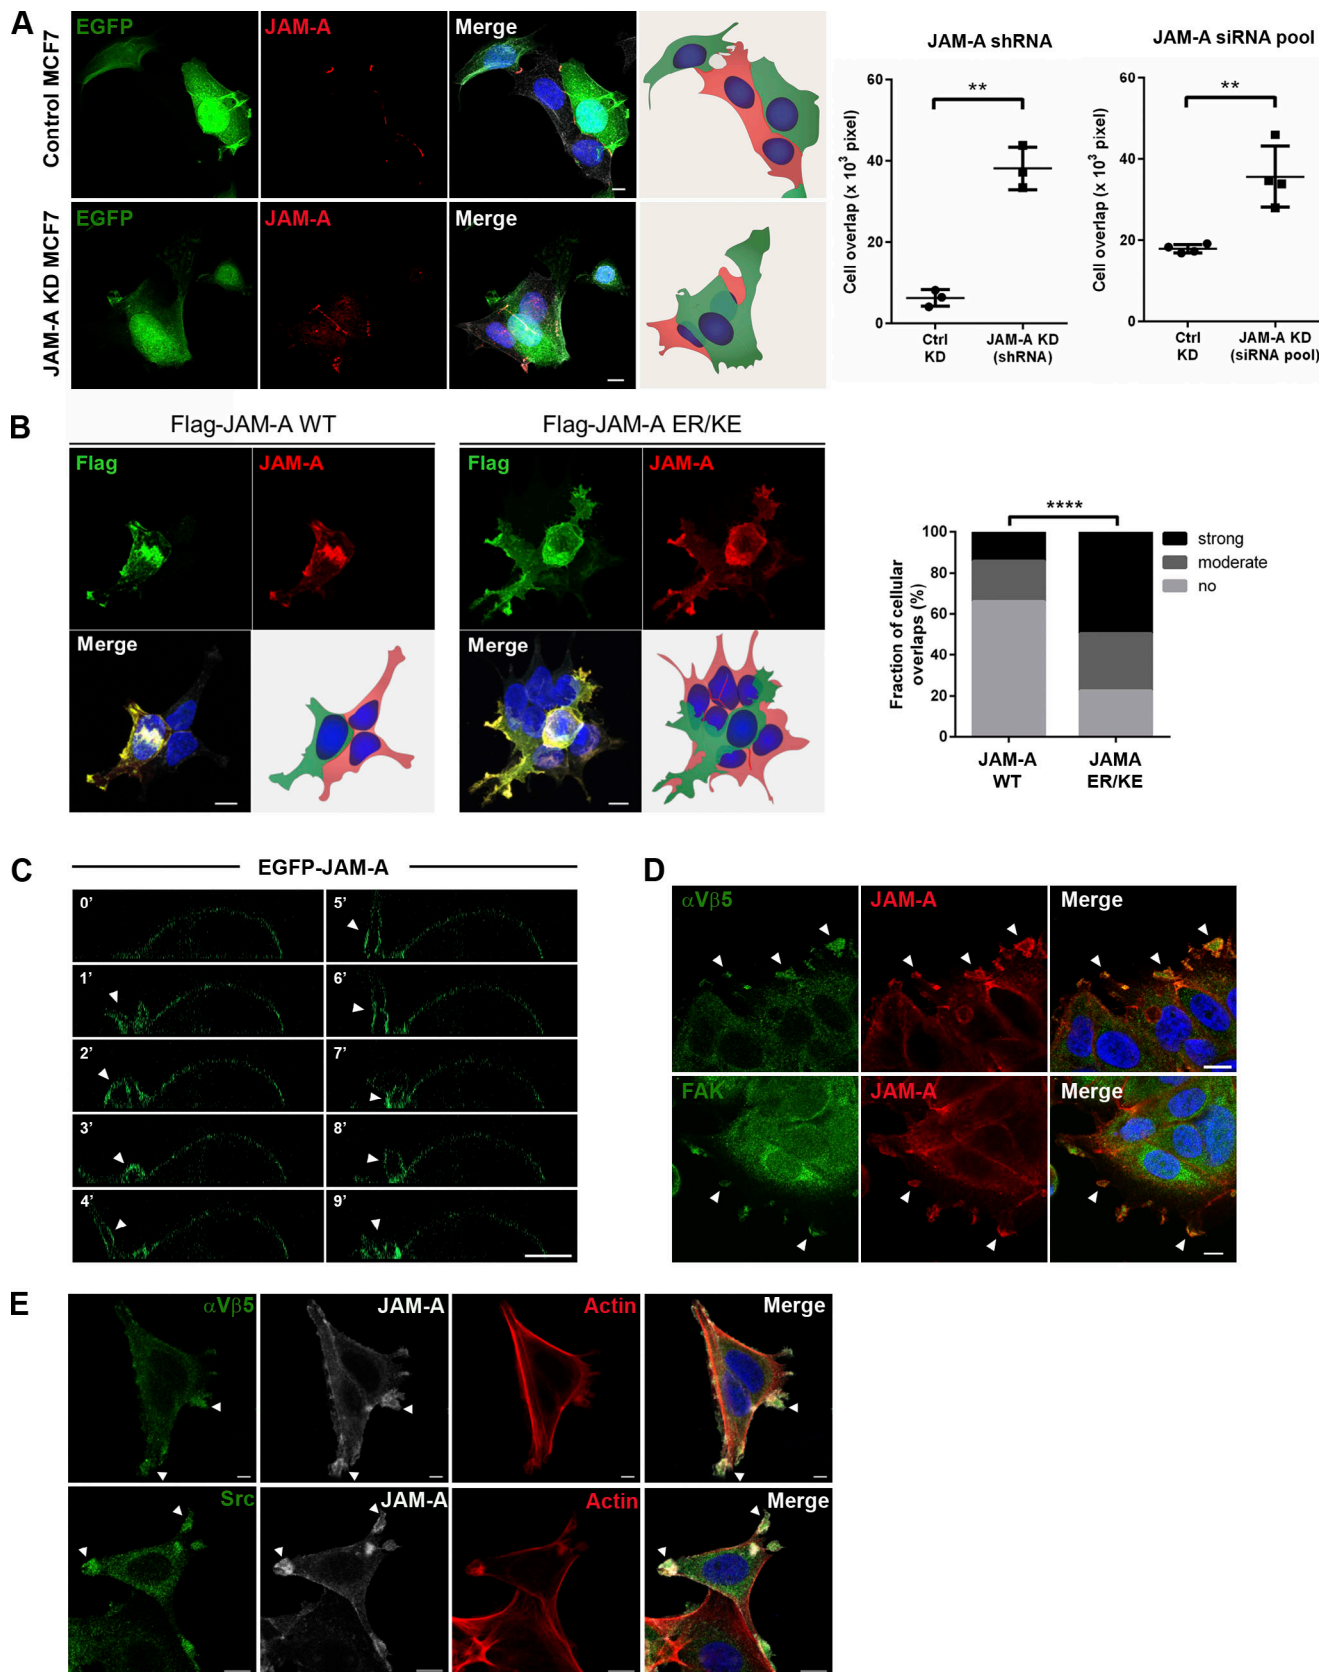 A
Control MCF7
EGFP
JAM-A
Merge
JAM-A KD MCF7
EGFP
JAM-A
Merge
JAM-A shRNA
Cell overlap (x 10³ pixel)
60
40
20
0
**
Ctrl
KD
JAM-A KD
(shRNA)
JAM-A siRNA pool
Cell overlap (x 10³ pixel)
60
40
20
0
**
Ctrl
KD
JAM-A KD
(siRNA pool)
B
Flag-JAM-A WT
Flag
JAM-A
Merge
Flag-JAM-A ER/KE
Flag
JAM-A
Merge
Fraction of cellular
overlaps (%)
100
80
60
40
20
0
****
strong
moderate
no
JAM-A
WT
JAMA
ER/KE
C
EGFP-JAM-A
0’
1’
2’
3’
4’
5’
6’
7’
8’
9’
D
αVβ5
JAM-A
Merge
FAK
JAM-A
Merge
E
αVβ5
JAM-A
Actin
Merge
Src
JAM-A
Actin
Merge